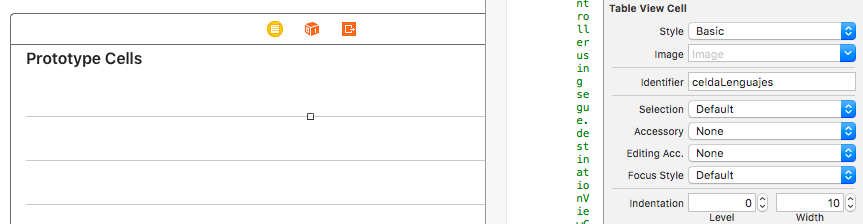 Prototype Cells
nt
ro
ll
er
us
in
g
se
gu
e.
de
st
in
at
io
nV
ie
Table View Cell
Style Basic
Image Image
Identifier celdaLenguajes
Selection Default
Accessory None
Editing Acc. None
Focus Style Default
Indentation 0 10
Level Width